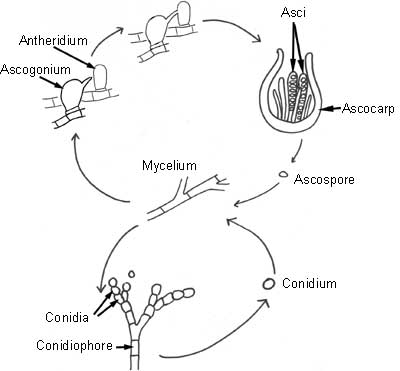 Asci
Antheridium
Ascogonium
Ascocarp
Mycelium
Ascospore
Conidium
Conidia
Conidiophore